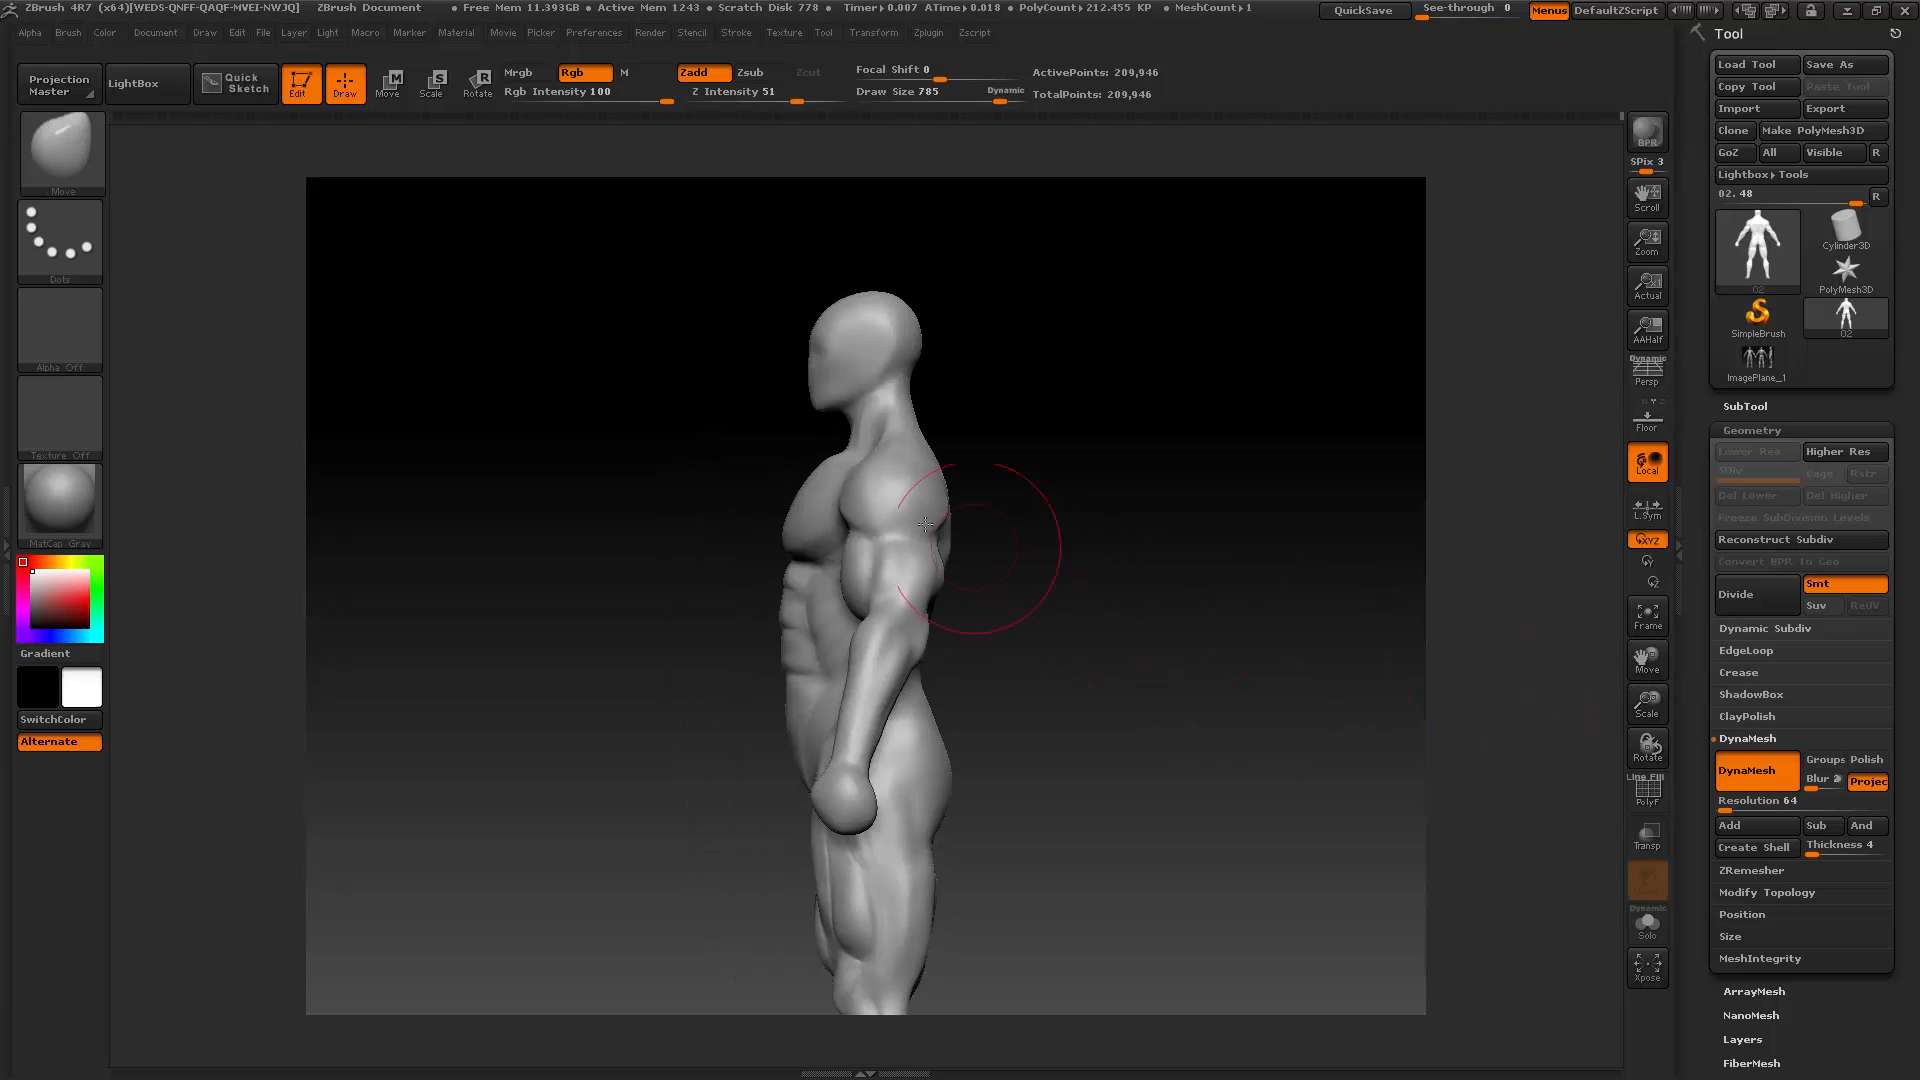 ZBrush 4R7 (x64)[WEDS-QNFF-QAQF-MVEI-NWJQ] ZBrush Document • Free Mem 11.393GB • Active Mem 1243 • Scratch Disk 778 • Timer▸0.007 ATime▸0.018 • PolyCount▸212.455 KP • MeshCount▸1 QuickSave See-through 0 Menus DefaultZScript
Alpha Brush Color Document Draw Edit File Layer Light Macro Marker Material Movie Picker Preferences Render Stencil Stroke Texture Tool Transform Zplugin Zscript
Tool
Projection Master
LightBox
Quick Sketch
Edit
Draw
Move
Scale
Rotate
Mrgb Rgb M
Rgb Intensity 100
Zadd Zsub Zcut
Z Intensity 51
Focal Shift 0
Draw Size 785
Dynamic
ActivePoints: 209,946
TotalPoints: 209,946
Move
Dots
Alpha Off
Texture Off
MatCap Gray
Gradient
SwitchColor
Alternate
BPR
SPix 3
Scroll
Zoom
Actual
AAHalf
Dynamic
Persp
Floor
Local
L.Sym
XYZ
Frame
Move
Scale
Rotate
Line Fill
PolyF
Transp
Dynamic
Solo
Xpose
Load Tool Save As
Copy Tool Paste Tool
Import Export
Clone Make PolyMesh3D
GoZ All Visible R
Lightbox▸Tools
02. 48 R
02
Cylinder3D
PolyMesh3D
SimpleBrush
02
ImagePlane_1
SubTool
Geometry
Lower Res Higher Res
SDiv Cage Rstr
Del Lower Del Higher
Freeze SubDivision Levels
Reconstruct Subdiv
Convert BPR To Geo
Divide
Smt
Suv ReUV
Dynamic Subdiv
EdgeLoop
Crease
ShadowBox
ClayPolish
DynaMesh
DynaMesh
Groups Polish
Blur 2 Projec
Resolution 64
Add Sub And
Create Shell Thickness 4
ZRemesher
Modify Topology
Position
Size
MeshIntegrity
ArrayMesh
NanoMesh
Layers
FiberMesh